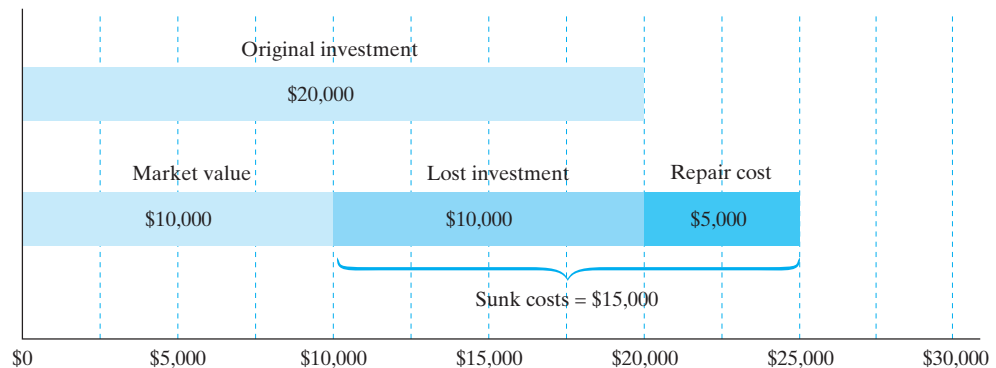 Original investment
$20,000
Market value Lost investment Repair cost
$10,000 $10,000 $5,000
Sunk costs = $15,000
$0 $5,000 $10,000 $15,000 $20,000 $25,000 $30,000